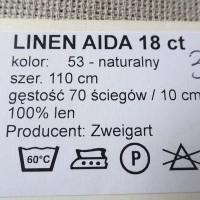 LINEN AIDA 18 ct
kolor: 53 - naturalny
szer. 110 cm
gęstość 70 ściegów / 10 cm
100% len
Producent: Zweigart
60°C P